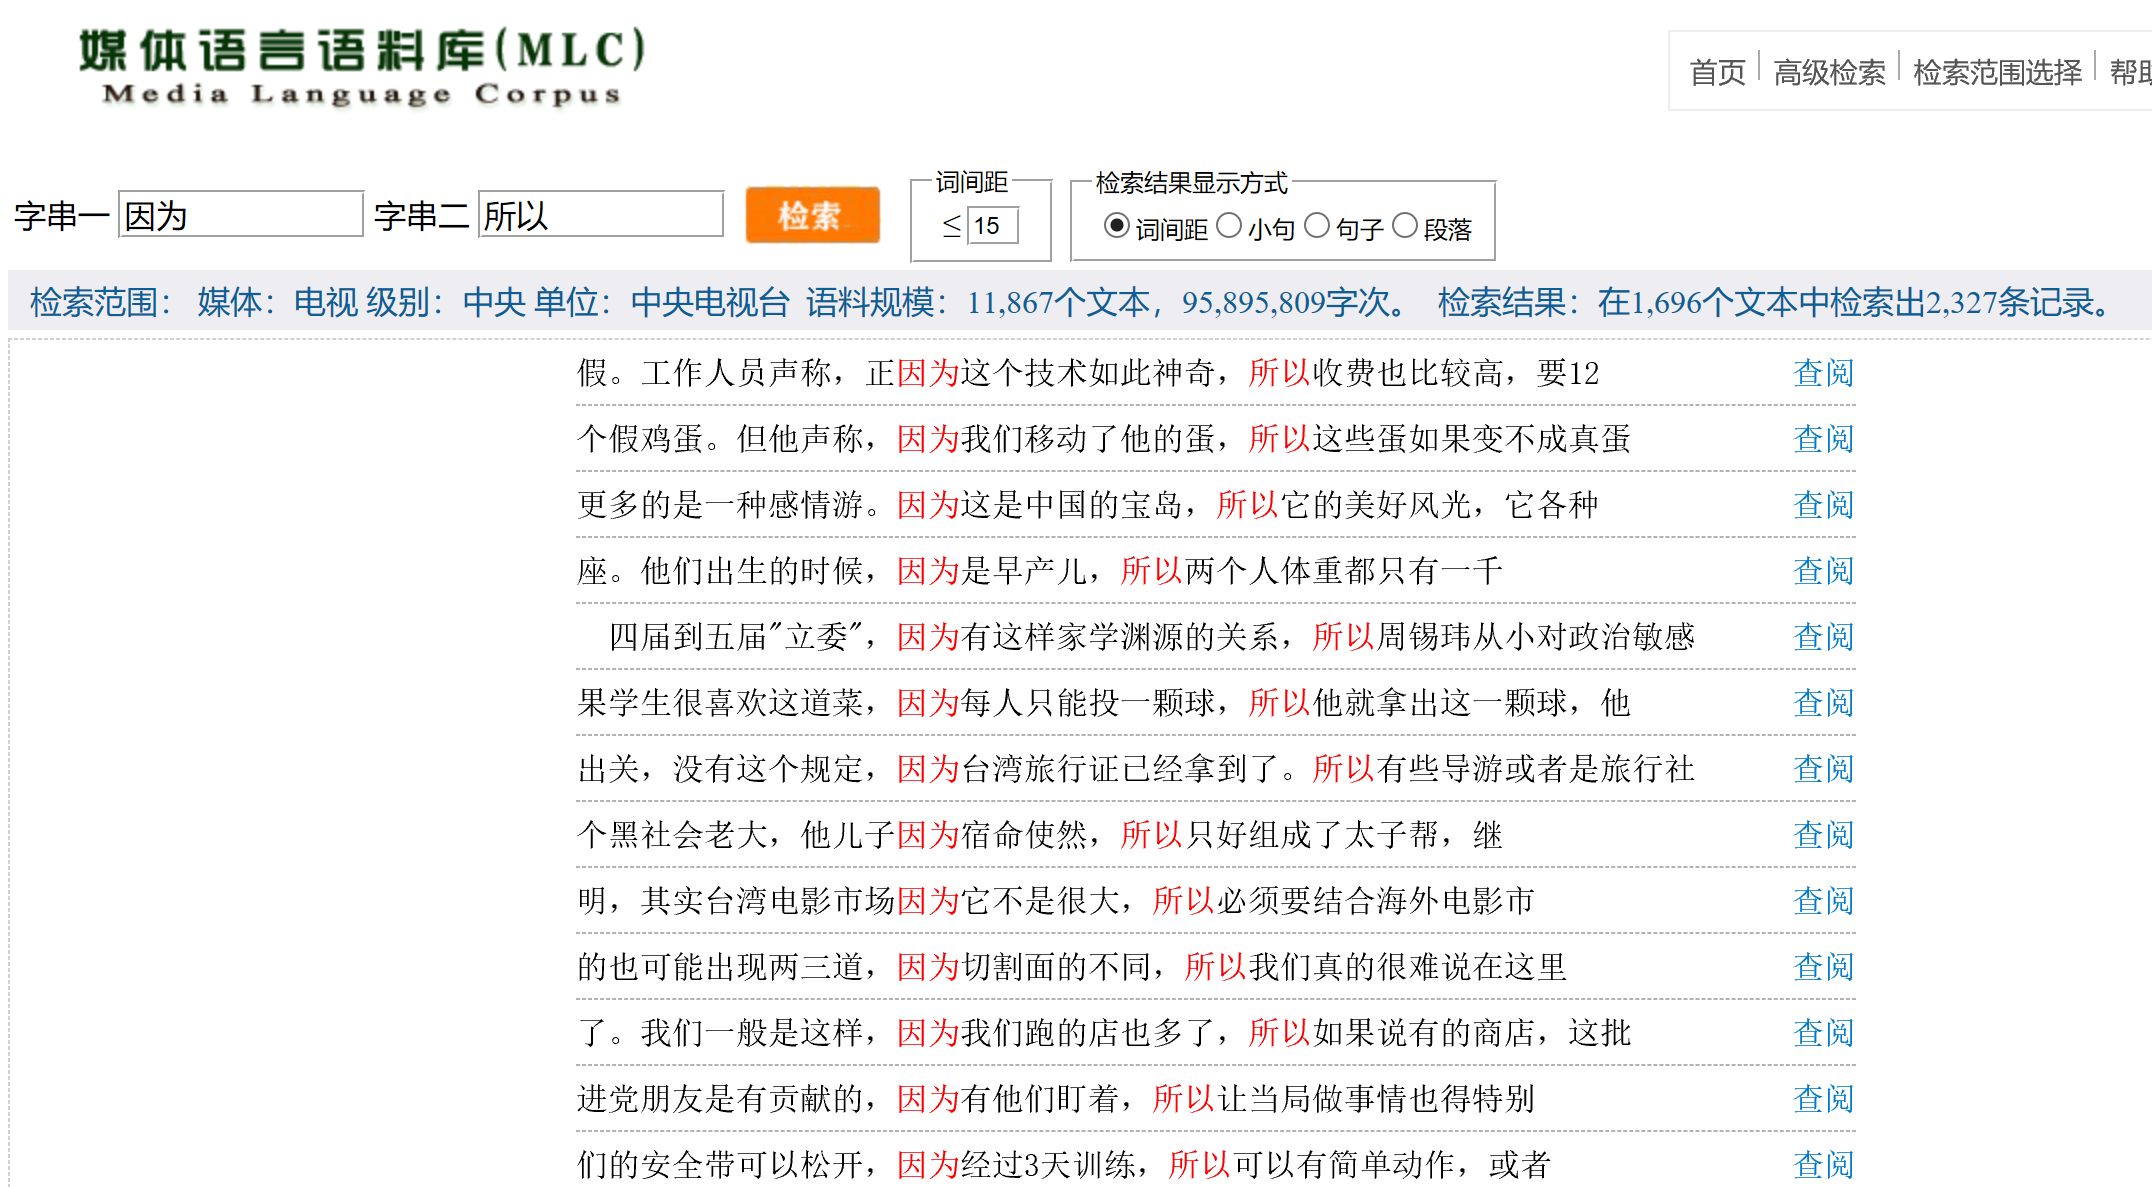 媒体语言语料库(MLC)
Media Language Corpus
首页 高级检索 检索范围选择
字串一 因为 字串二 所以 检索 词间距 ≤ 15 检索结果显示方式 词间距 小句 句子 段落
检索范围： 媒体：电视 级别：中央 单位：中央电视台 语料规模：11,867个文本，95,895,809字次。 检索结果：在1,696个文本中检索出2,327条记录。
假。工作人员声称，正因为这个技术如此神奇，所以收费也比较高，要12 查阅
个假鸡蛋。但他声称，因为我们移动了他的蛋，所以这些蛋如果变不成真蛋 查阅
更多的是一种感情游。因为这是中国的宝岛，所以它的美好风光，它各种 查阅
座。他们出生的时候，因为是早产儿，所以两个人体重都只有一千 查阅
四届到五届"立委"，因为有这样家学渊源的关系，所以周锡玮从小对政治敏感 查阅
果学生很喜欢这道菜，因为每人只能投一颗球，所以他就拿出这一颗球，他 查阅
出关，没有这个规定，因为台湾旅行证已经拿到了。所以有些导游或者是旅行社 查阅
个黑社会老大，他儿子因为宿命使然，所以只好组成了太子帮，继 查阅
明，其实台湾电影市场因为它不是很大，所以必须要结合海外电影市 查阅
的也可能出现两三道，因为切割面的不同，所以我们真的很难说在这里 查阅
了。我们一般是这样，因为我们跑的店也多了，所以如果说有的商店，这批 查阅
进党朋友是有贡献的，因为有他们盯着，所以让当局做事情也得特别 查阅
们的安全带可以松开，因为经过3天训练，所以可以有简单动作，或者 查阅